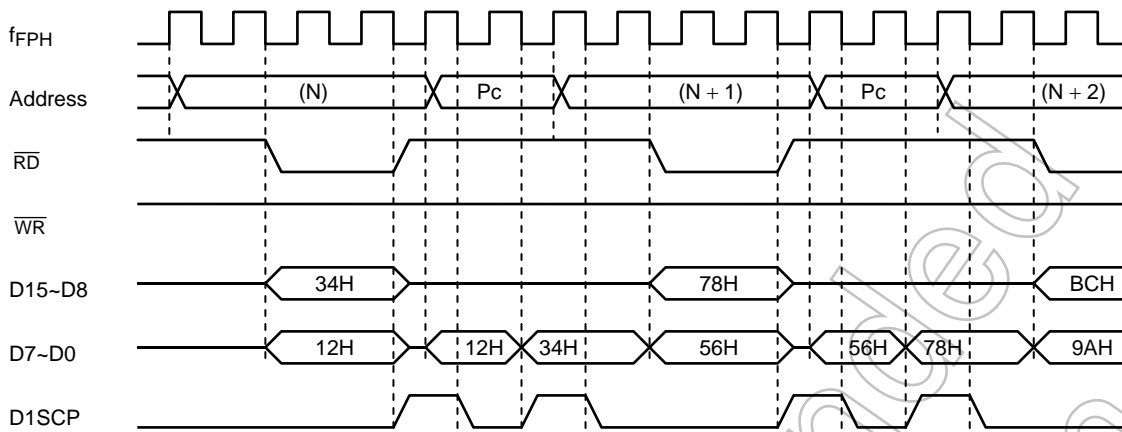 fFPH
Address (N) Pc (N + 1) Pc (N + 2)
RD
WR
D15~D8 34H 78H BCH
D7~D0 12H 12H 34H 56H 56H 78H 9AH
D1SCP